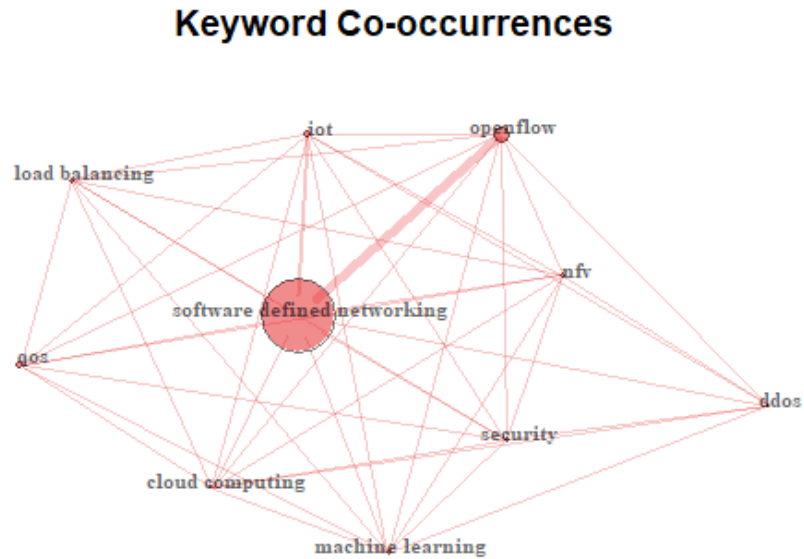 Keyword Co-occurrences
iot
openflow
load balancing
nfv
software defined networking
qos
ddos
security
cloud computing
machine learning